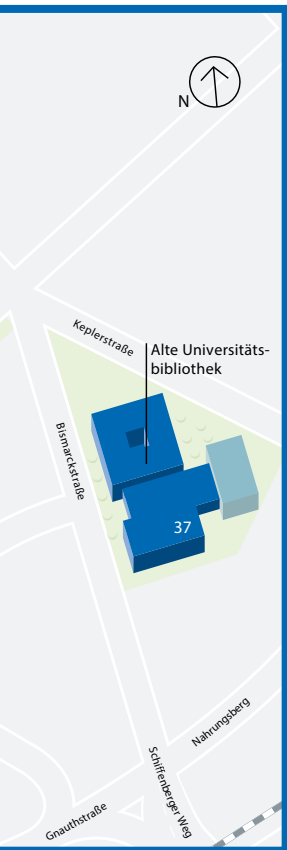 N
Keplerstraße
Alte Universitäts-
bibliothek
Bismarckstraße
37
Nahrungsberg
Schiffenberger Weg
Gnauthstraße